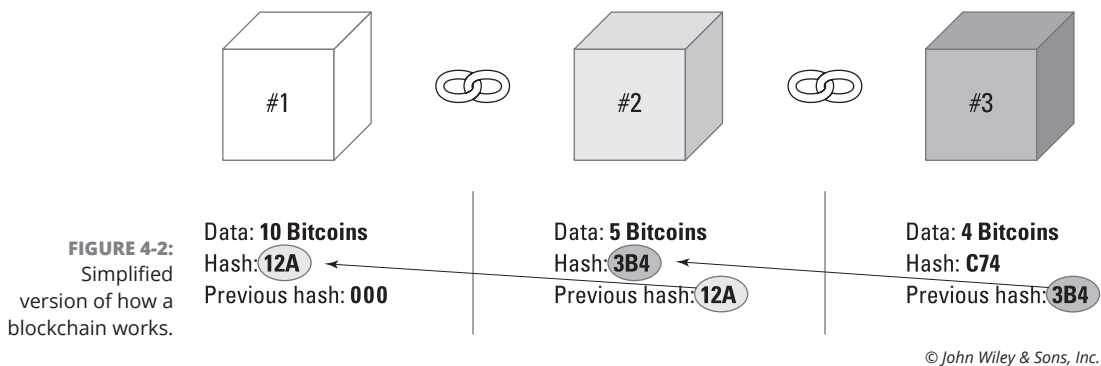 #1
#2
#3
FIGURE 4-2:
Simplified
version of how a
blockchain works.
Data: 10 Bitcoins
Hash: 12A
Previous hash: 000
Data: 5 Bitcoins
Hash: 3B4
Previous hash: 12A
Data: 4 Bitcoins
Hash: C74
Previous hash: 3B4
© John Wiley & Sons, Inc.